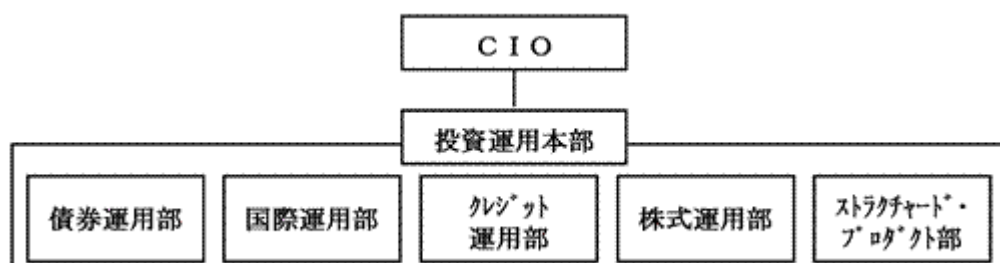 ＣＩＯ
投資運用本部
債券運用部
国際運用部
ｸﾚｼﾞｯﾄ
運用部
株式運用部
ｽﾄﾗｸﾁｬｰﾄﾞ・
ﾌﾟﾛﾀﾞｸﾄ部